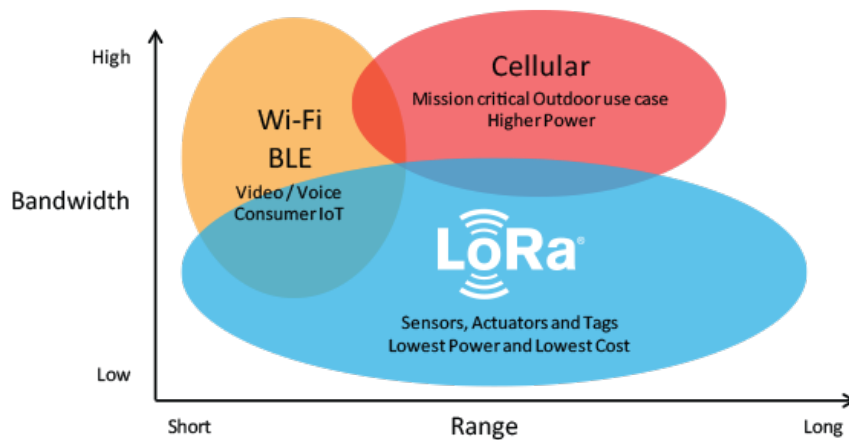 High
Bandwidth
Low
Wi-Fi
BLE
Video / Voice
Consumer IoT
Cellular
Mission critical Outdoor use case
Higher Power
LoRa®
Sensors, Actuators and Tags
Lowest Power and Lowest Cost
Short
Range
Long